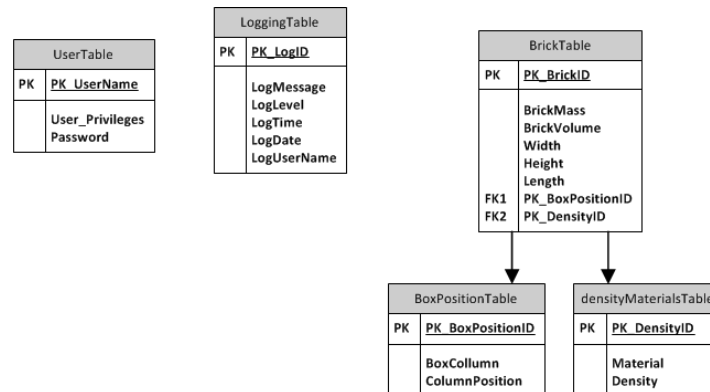 UserTable
PK PK_UserName
User_Privileges
Password
LoggingTable
PK PK_LogID
LogMessage
LogLevel
LogTime
LogDate
LogUserName
BrickTable
PK PK_BrickID
BrickMass
BrickVolume
Width
Height
Length
FK1 PK_BoxPositionID
FK2 PK_DensityID
BoxPositionTable
PK PK_BoxPositionID
BoxCollumn
ColumnPosition
densityMaterialsTable
PK PK_DensityID
Material
Density